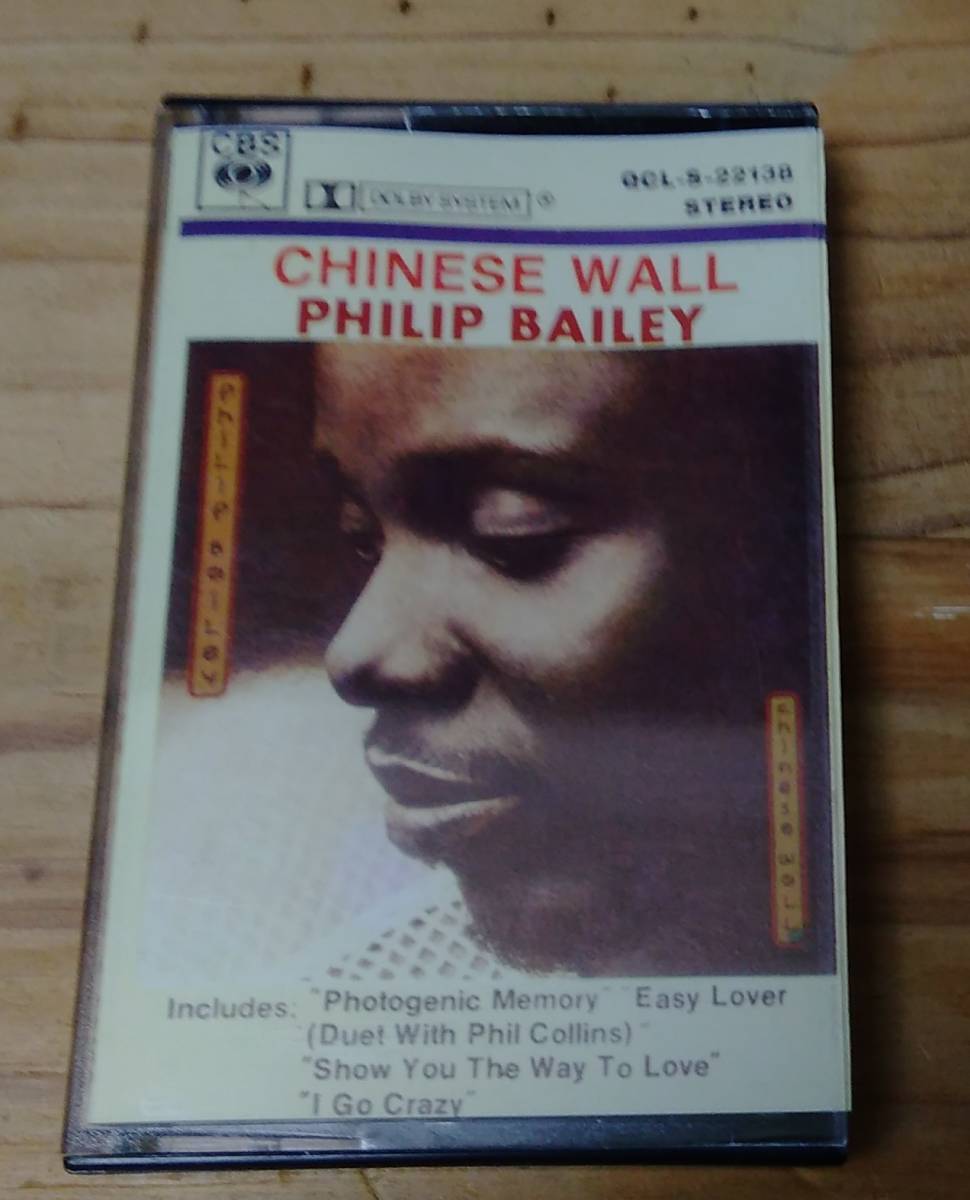 CBS
DOLBY SYSTEM ®
QCL-S-22138
STEREO
CHINESE WALL
PHILIP BAILEY
PHILIP BAILEY
Chinese Wall
Includes: "Photogenic Memory" "Easy Lover
(Duet With Phil Collins)"
"Show You The Way To Love"
"I Go Crazy"